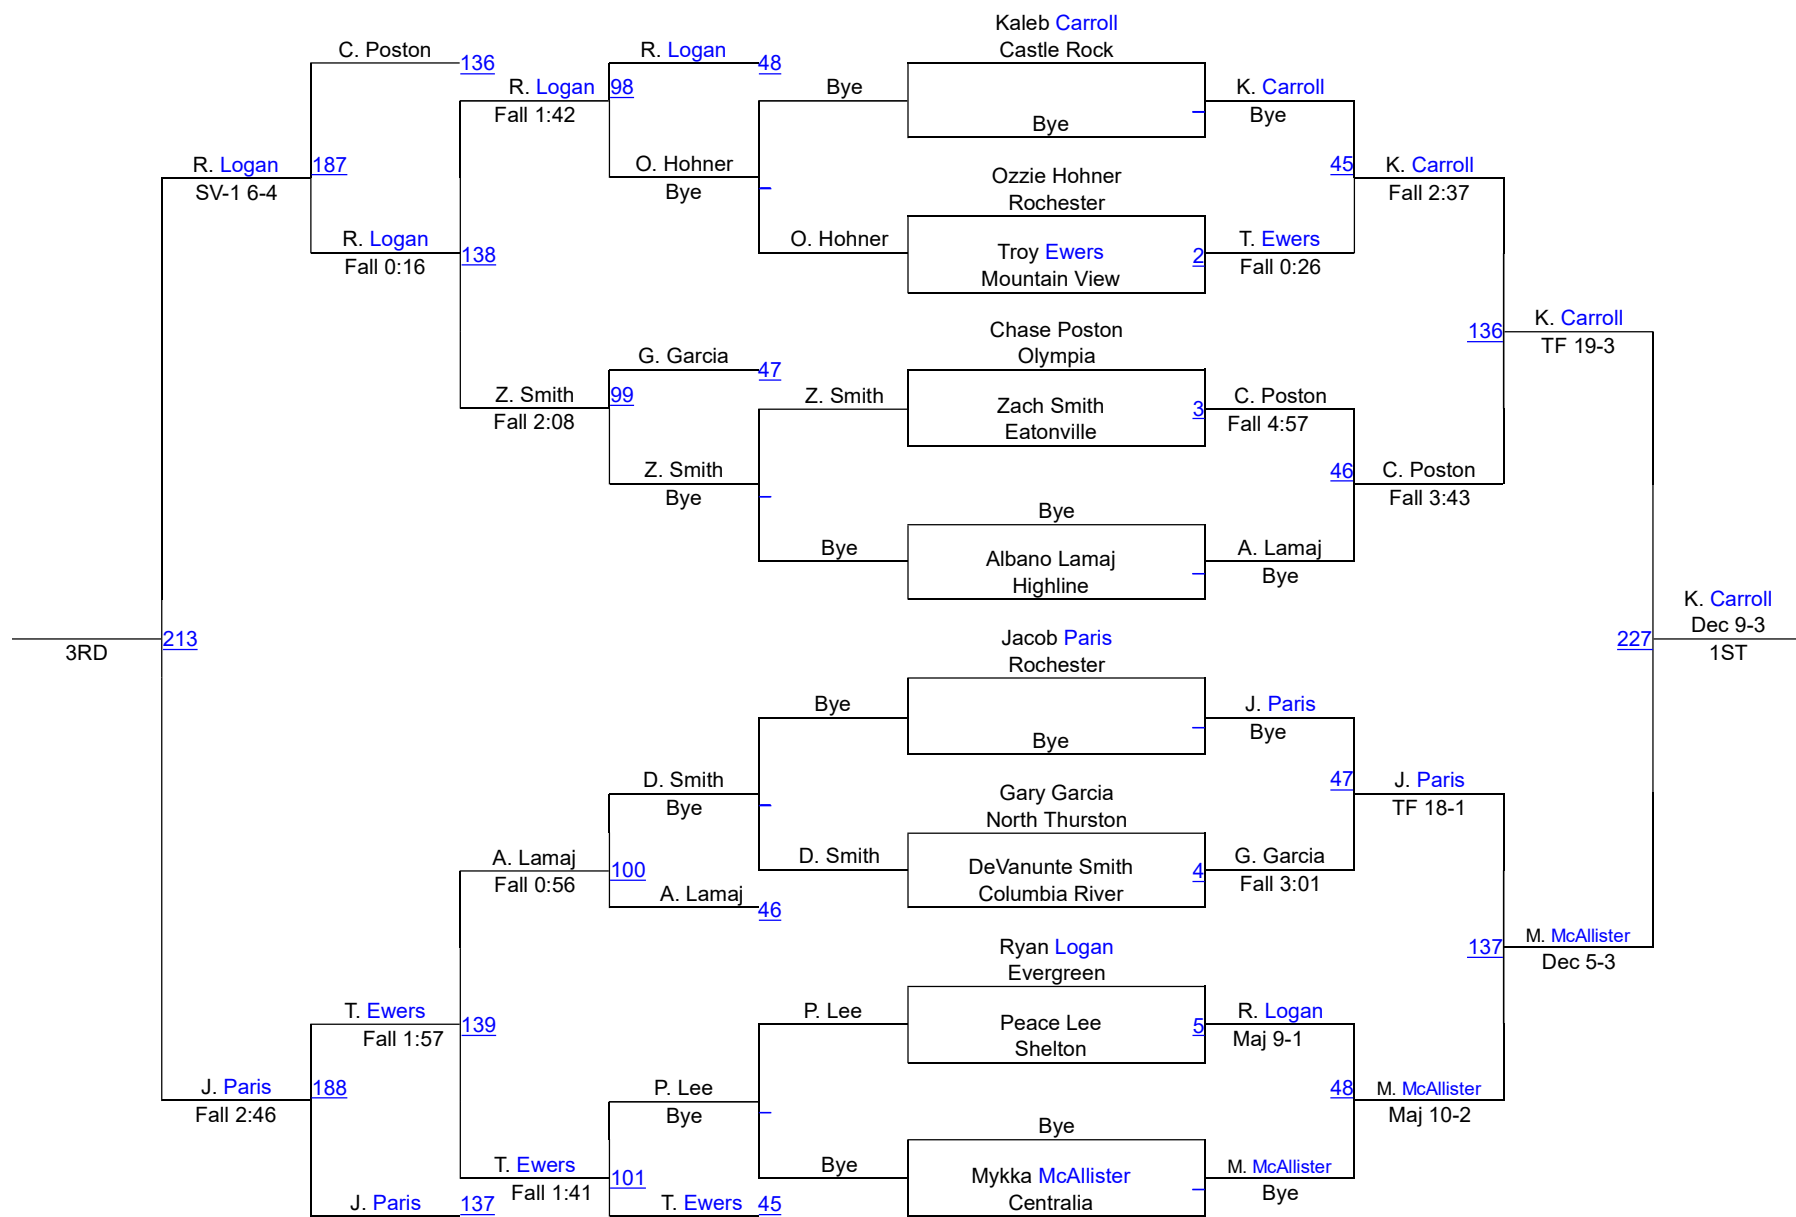 Kaleb Carroll
C. Poston
R. Logan
Castle Rock
136
48
R. Logan
98
Bye
K. Carroll
Fall 1:42
Bye
Bye
R. Logan
187
O. Hohner
45
K. Carroll
SV-1 6-4
Bye
Ozzie Hohner
Fall 2:37
Rochester
R. Logan
138
O. Hohner
Troy Ewers
2
T. Ewers
Fall 0:16
Mountain View
Fall 0:26
Chase Poston
136
K. Carroll
G. Garcia
47
Olympia
TF 19-3
Z. Smith
99
Z. Smith
Zach Smith
3
C. Poston
Fall 2:08
Eatonville
Fall 4:57
Z. Smith
46
C. Poston
Bye
Bye
Fall 3:43
Bye
Albano Lamaj
A. Lamaj
Highline
Bye
K. Carroll
Dec 9-3
213
Jacob Paris
227
3RD
Rochester
1ST
Bye
J. Paris
Bye
Bye
D. Smith
47
J. Paris
Bye
Gary Garcia
TF 18-1
North Thurston
A. Lamaj
100
D. Smith
DeVanunte Smith
4
G. Garcia
Fall 0:56
A. Lamaj
46
Columbia River
Fall 3:01
Ryan Logan
137
M. McAllister
Evergreen
Dec 5-3
T. Ewers
139
P. Lee
Peace Lee
5
R. Logan
Fall 1:57
Shelton
Maj 9-1
J. Paris
188
P. Lee
48
M. McAllister
Fall 2:46
Bye
Bye
Maj 10-2
T. Ewers
101
Bye
Mykka McAllister
M. McAllister
Fall 1:41
Centralia
Bye
J. Paris
137
T. Ewers
45